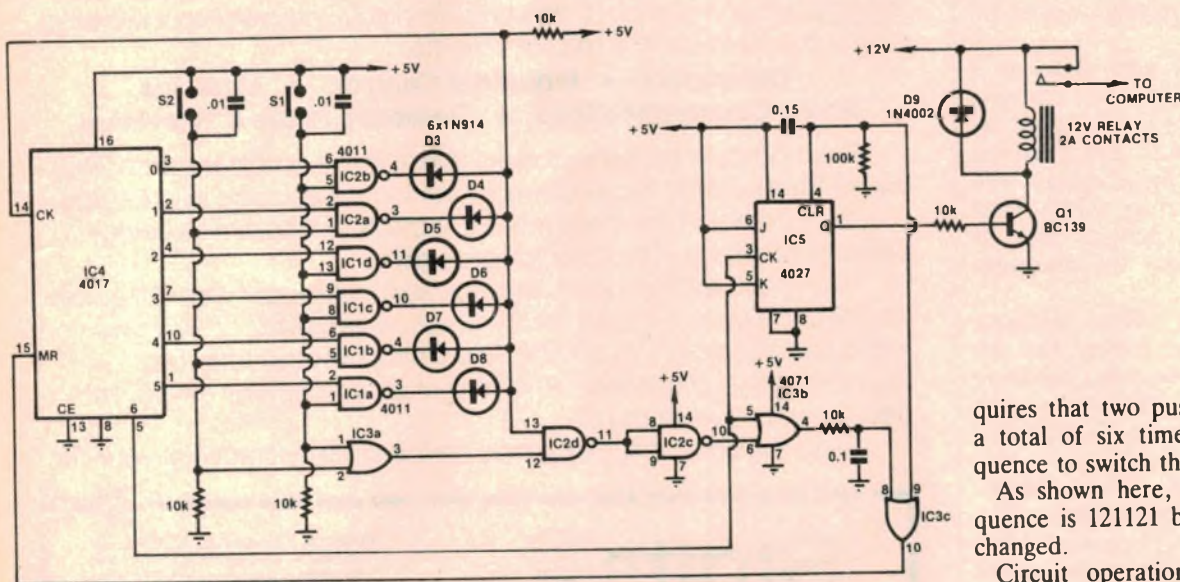 10k
+5V
+5V
S2
.01
S1
.01
6x1N914
D3
16
14
CK
IC4
4017
15
MR
CE
13
8
6
5
0
3
1
2
2
4
3
7
4
10
5
1
4011
6
5
IC2b
4
2
1
IC2a
3
D4
12
13
IC1d
11
D5
9
8
IC1c
10
D6
6
5
IC1b
4
D7
2
1
IC1a
3
D8
4011
1
2
IC3a
3
10k
10k
13
12
IC2d
11
+5V
8
14
9
IC2c
10
7
+5V
4071
IC3b
5
14
6
7
4
10k
0.1
8
9
IC3c
10
+5V
0.15
100k
14
4
CLR
6
J
Q
1
IC5
3
CK
4027
5
K
7
8
10k
Q1
BC139
+12V
D9
1N4002
TO
COMPUTER
12V RELAY
2A CONTACTS
quires that two pus
a total of six time
quence to switch th
As shown here,
quence is 121121 b
changed.
Circuit operation